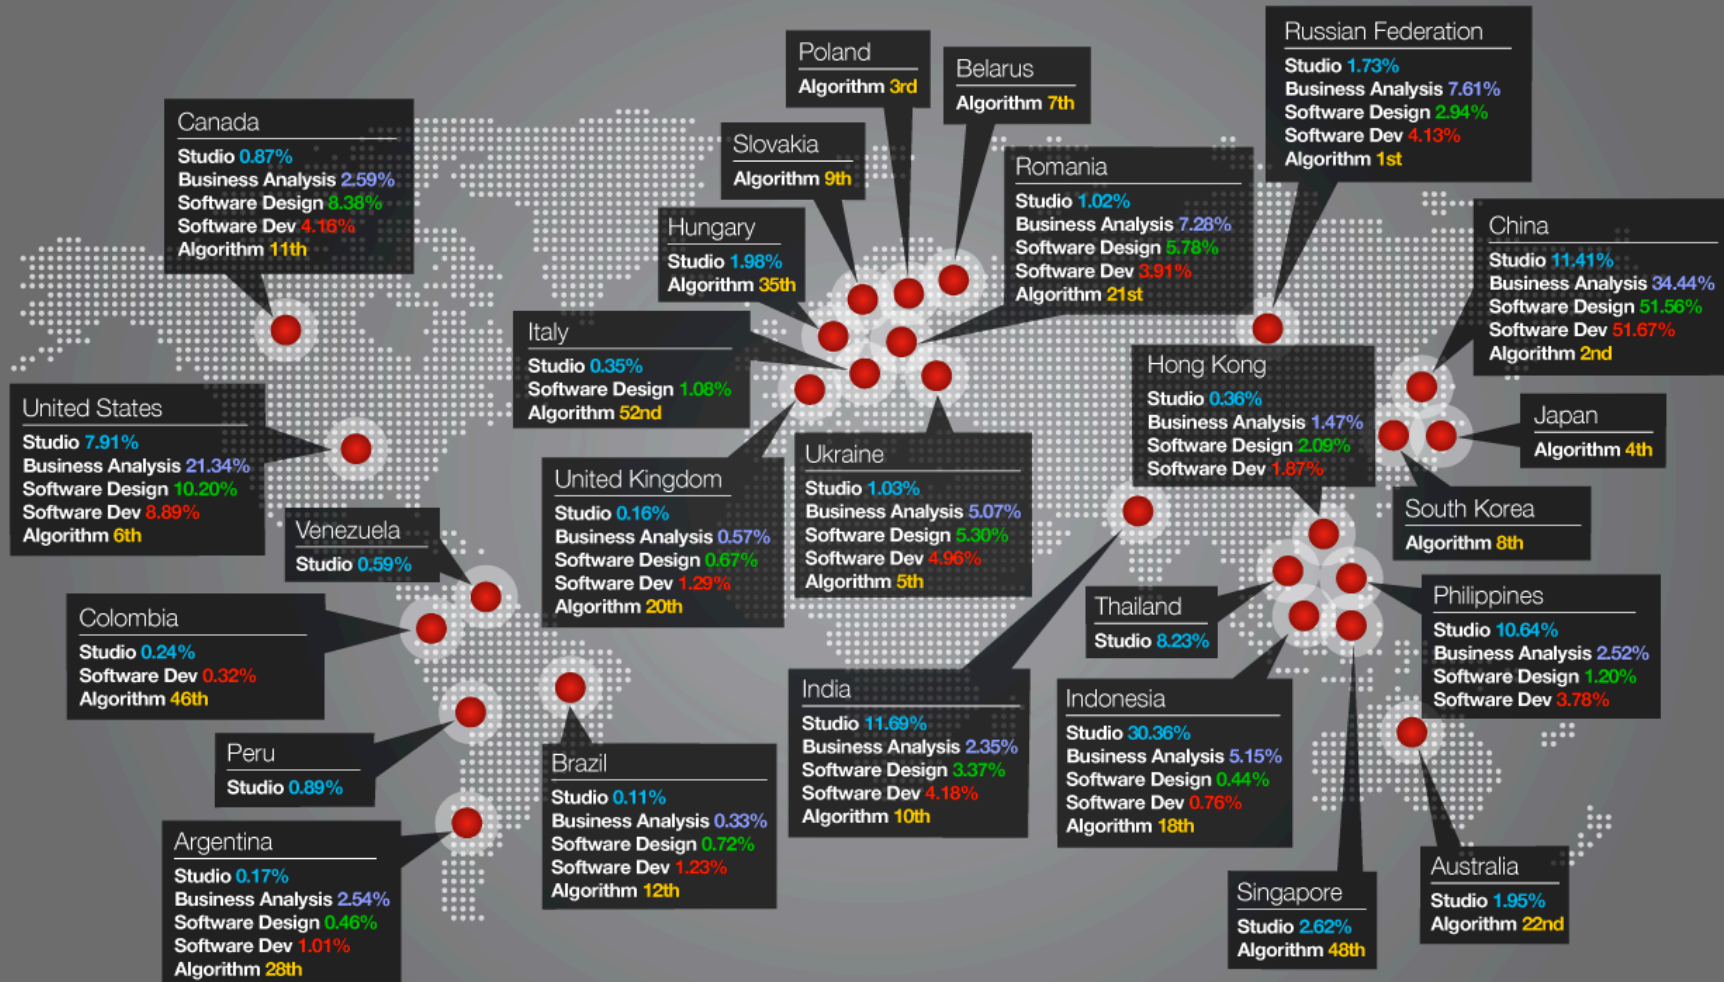 Canada
Studio 0.87%
Business Analysis 2.59%
Software Design 8.38%
Software Dev 4.16%
Algorithm 11th
United States
Studio 7.91%
Business Analysis 21.34%
Software Design 10.20%
Software Dev 8.89%
Algorithm 6th
Venezuela
Studio 0.59%
Colombia
Studio 0.24%
Software Dev 0.32%
Algorithm 46th
Peru
Studio 0.89%
Argentina
Studio 0.17%
Business Analysis 2.54%
Software Design 0.46%
Software Dev 1.01%
Algorithm 28th
Brazil
Studio 0.11%
Business Analysis 0.33%
Software Design 0.72%
Software Dev 1.23%
Algorithm 12th
Poland
Algorithm 3rd
Belarus
Algorithm 7th
Slovakia
Algorithm 9th
Hungary
Studio 1.98%
Algorithm 35th
Romania
Studio 1.02%
Business Analysis 7.28%
Software Design 5.78%
Software Dev 3.91%
Algorithm 21st
Italy
Studio 0.35%
Software Design 1.08%
Algorithm 52nd
United Kingdom
Studio 0.16%
Business Analysis 0.57%
Software Design 0.67%
Software Dev 1.29%
Algorithm 20th
Ukraine
Studio 1.03%
Business Analysis 5.07%
Software Design 5.30%
Software Dev 4.96%
Algorithm 5th
Russian Federation
Studio 1.73%
Business Analysis 7.61%
Software Design 2.94%
Software Dev 4.13%
Algorithm 1st
China
Studio 11.41%
Business Analysis 34.44%
Software Design 51.56%
Software Dev 51.67%
Algorithm 2nd
Hong Kong
Studio 0.36%
Business Analysis 1.47%
Software Design 2.09%
Software Dev 1.87%
Japan
Algorithm 4th
South Korea
Algorithm 8th
Thailand
Studio 8.23%
Philippines
Studio 10.64%
Business Analysis 2.52%
Software Design 1.20%
Software Dev 3.78%
India
Studio 11.69%
Business Analysis 2.35%
Software Design 3.37%
Software Dev 4.18%
Algorithm 10th
Indonesia
Studio 30.36%
Business Analysis 5.15%
Software Design 0.44%
Software Dev 0.76%
Algorithm 18th
Singapore
Studio 2.62%
Algorithm 48th
Australia
Studio 1.95%
Algorithm 22nd